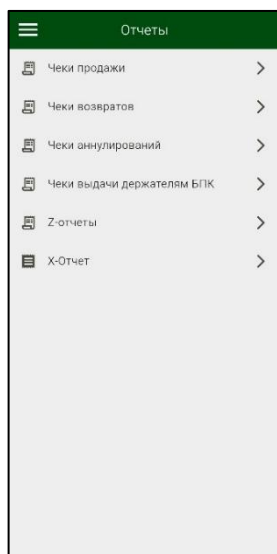 Отчеты
Чеки продажи
Чеки возвратов
Чеки аннулирований
Чеки выдачи держателям БПК
Z-отчеты
X-Отчет